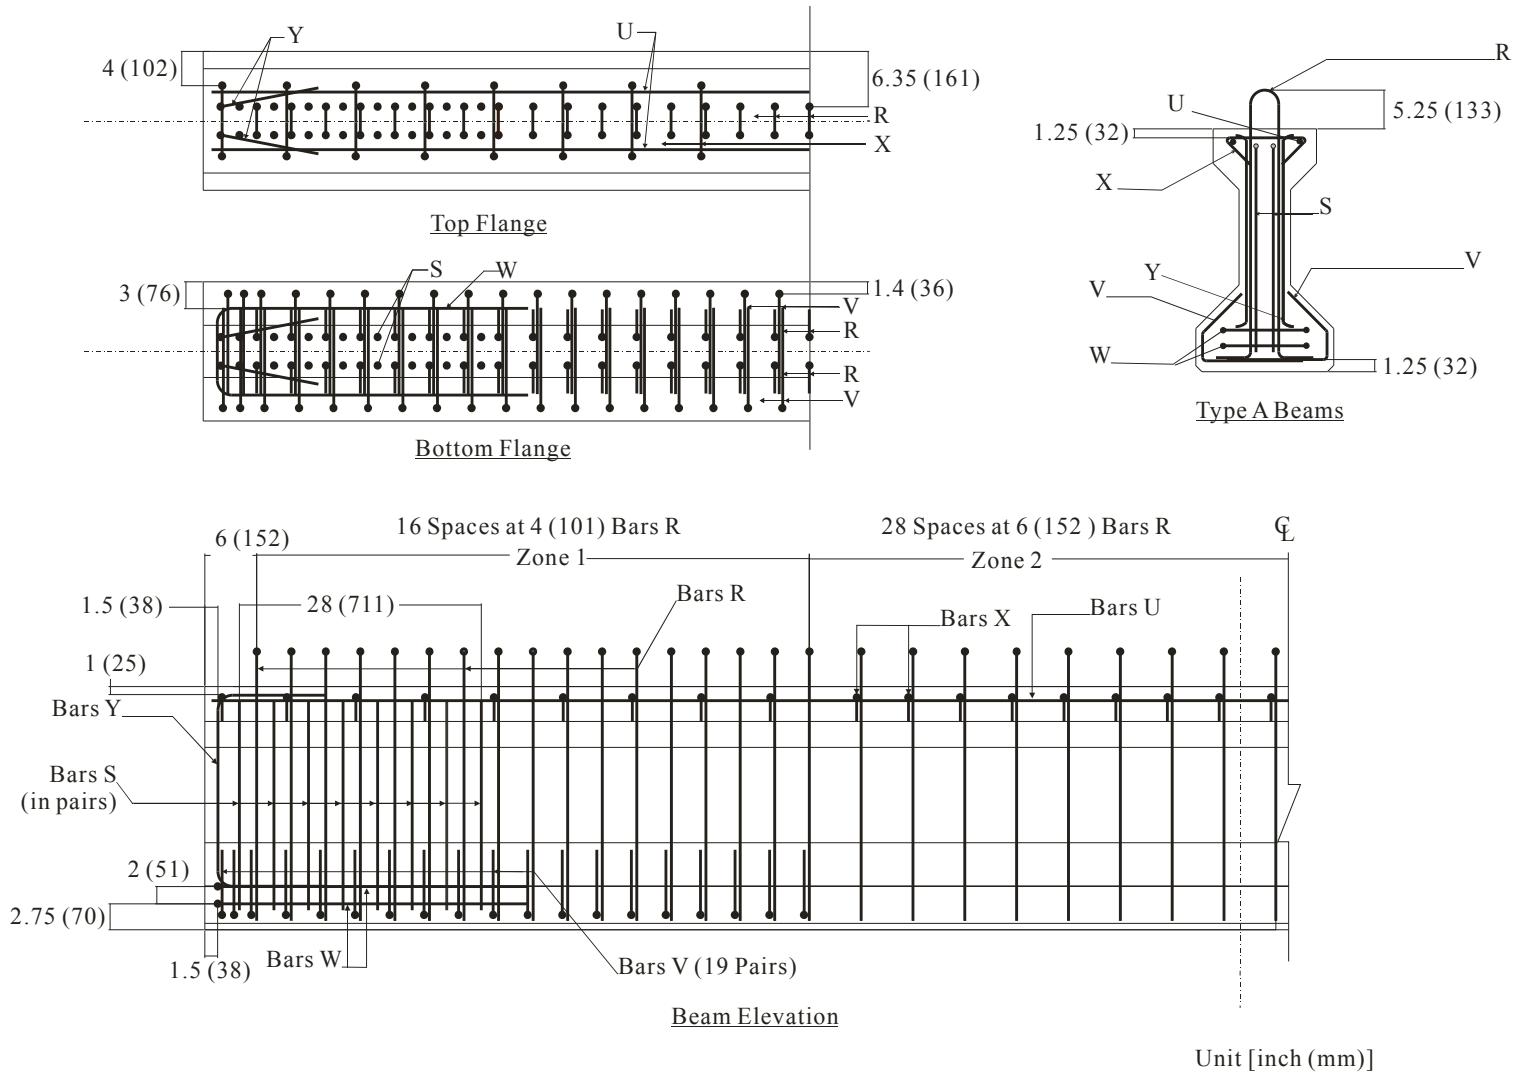 Y
U
4 (102)
6.35 (161)
R
X
Top Flange
R
U
5.25 (133)
1.25 (32)
X
S
Y
V
V
W
1.25 (32)
Type A Beams
S
W
3 (76)
1.4 (36)
V
R
R
V
Bottom Flange
16 Spaces at 4 (101) Bars R
28 Spaces at 6 (152 ) Bars R
CL
6 (152)
Zone 1
Zone 2
1.5 (38)
28 (711)
Bars R
Bars X
Bars U
1 (25)
Bars Y
Bars S
(in pairs)
2 (51)
2.75 (70)
1.5 (38)
Bars W
Bars V (19 Pairs)
Beam Elevation
Unit [inch (mm)]